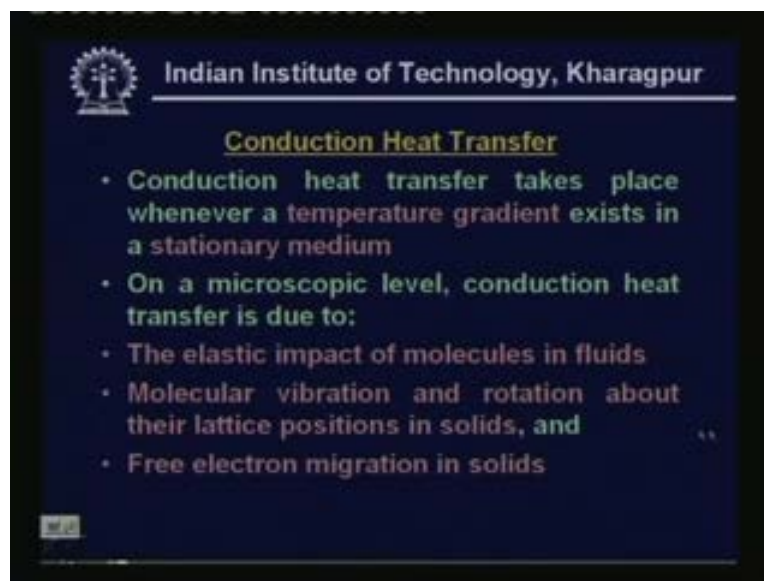 Indian Institute of Technology, Kharagpur
Conduction Heat Transfer
• Conduction heat transfer takes place
whenever a temperature gradient exists in
a stationary medium
• On a microscopic level, conduction heat
transfer is due to:
• The elastic impact of molecules in fluids
• Molecular vibration and rotation about
their lattice positions in solids, and
• Free electron migration in solids